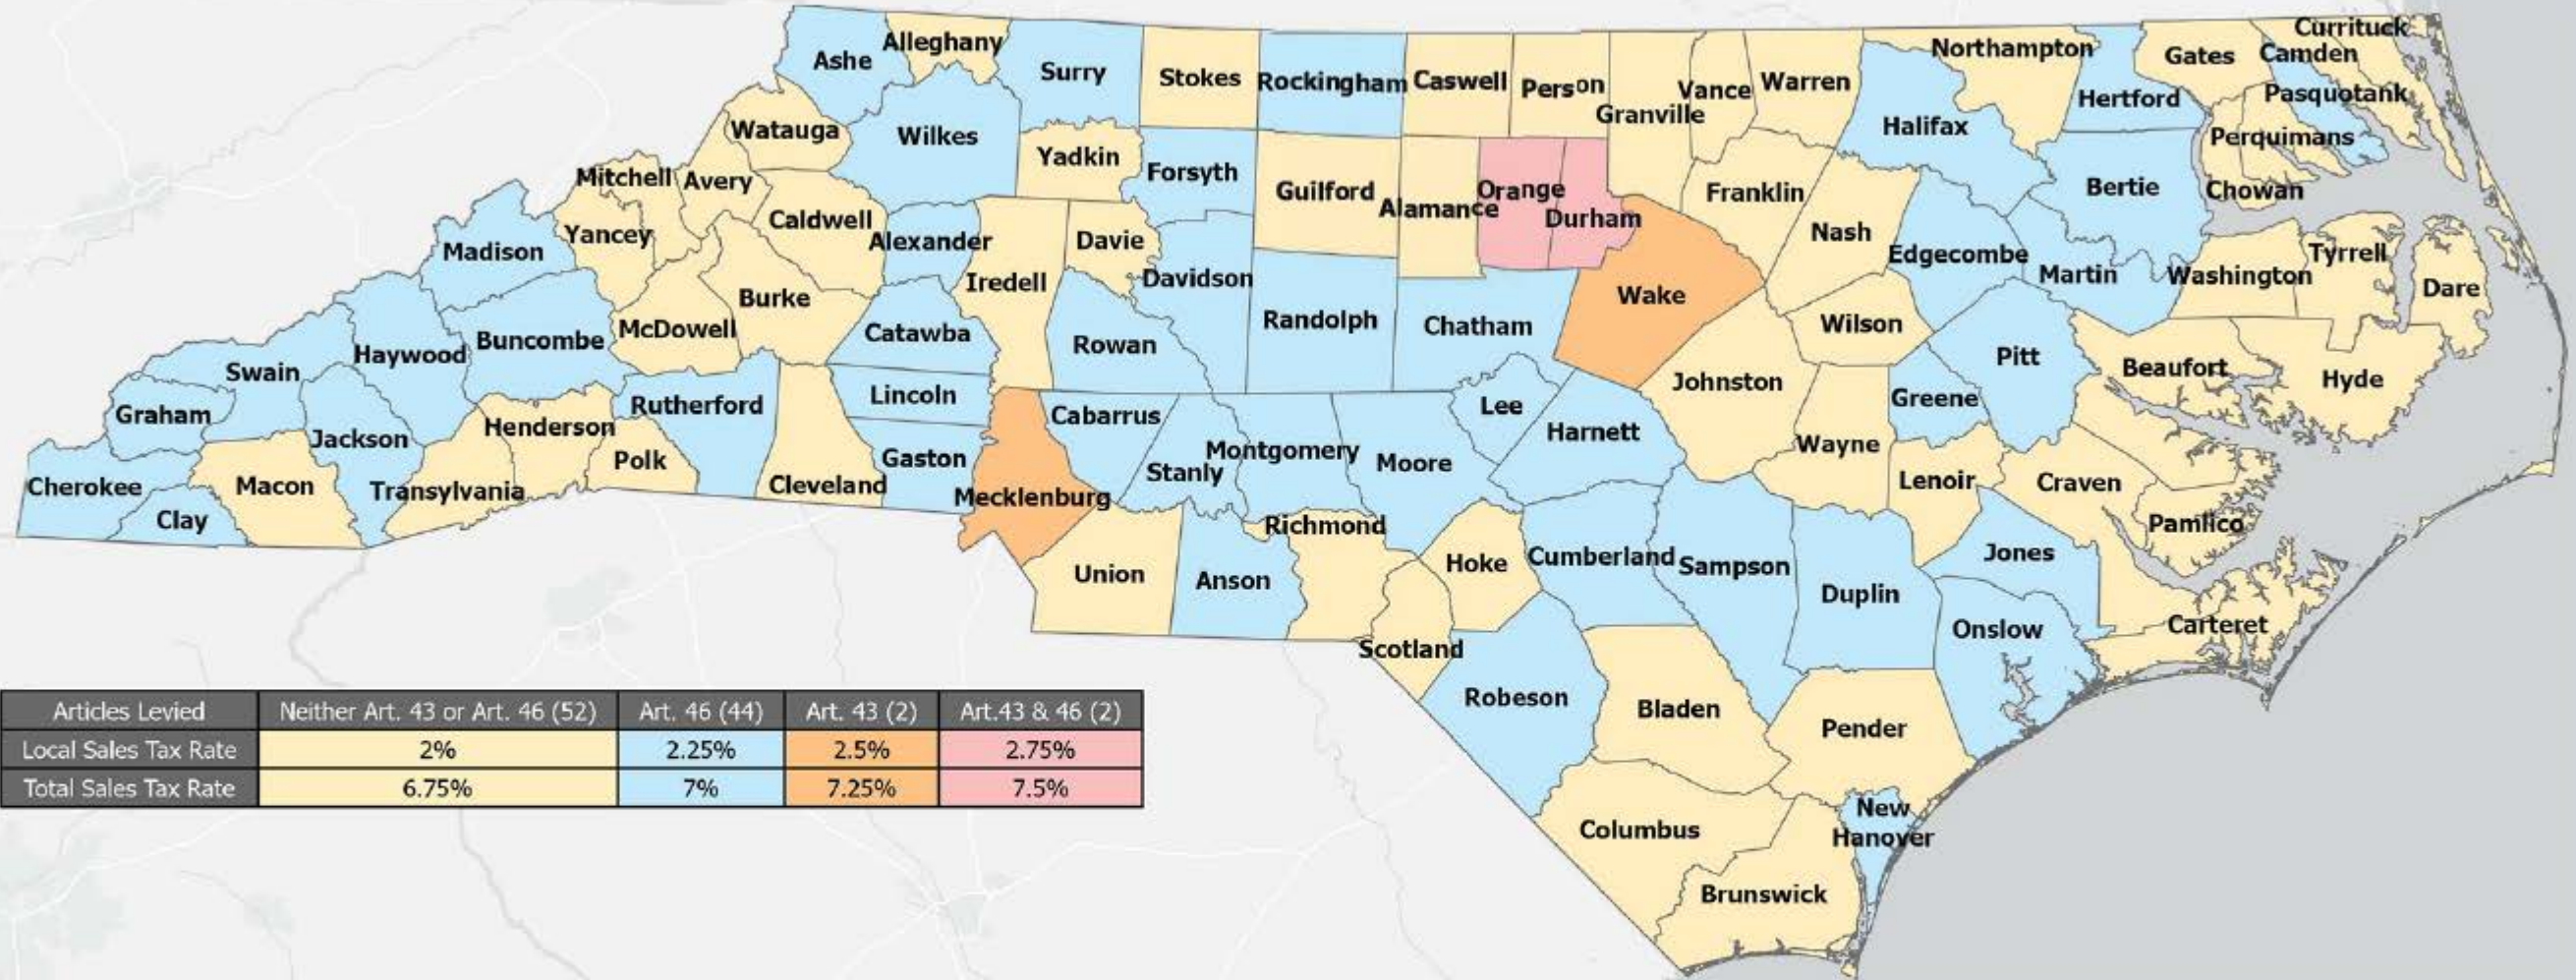 Currituck
Alleghany
Northampton
Camden
Gates
Ashe
Surry
Stokes
Rockingham
Caswell
Person
Vance
Warren
Pasquotank
Hertford
Granville
Halifax
Watauga
Wilkes
Perquimans
Yadkin
Forsyth
Mitchell
Avery
Guilford
Orange
Franklin
Bertie
Chowan
Alamance
Durham
Caldwell
Yancey
Alexander
Davie
Nash
Madison
Edgecombe
Tyrrell
Iredell
Davidson
Martin
Washington
Dare
Burke
Wake
McDowell
Catawba
Randolph
Chatham
Wilson
Buncombe
Rowan
Haywood
Pitt
Beaufort
Swain
Johnston
Hyde
Lincoln
Greene
Rutherford
Lee
Graham
Cabarrus
Henderson
Harnett
Jackson
Wayne
Montgomery
Polk
Gaston
Moore
Stanly
Cherokee
Macon
Transylvania
Cleveland
Mecklenburg
Lenoir
Craven
Clay
Richmond
Pamlico
Jones
Union
Anson
Hoke
Cumberland
Sampson
Duplin
Onslow
Carteret
Scotland
Robeson
Bladen
Pender
New
Hanover
Columbus
Brunswick
Articles Levied Neither Art. 43 or Art. 46 (52) Art. 46 (44) Art. 43 (2) Art.43 & 46 (2)
Local Sales Tax Rate 2% 2.25% 2.5% 2.75%
Total Sales Tax Rate 6.75% 7% 7.25% 7.5%